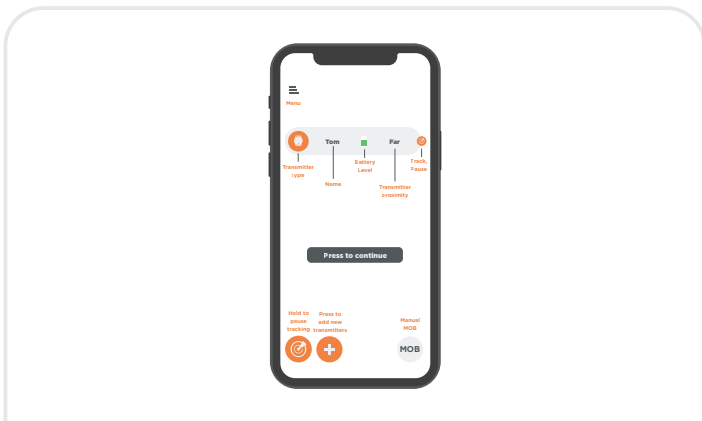 Menu
Tom
Far
Transmitter
Type
Name
Battery
Level
Transmitter
proximity
Track,
Pause
Press to continue
Hold to
pause
tracking
Press to
add new
transmitters
Manual
MOB
MOB